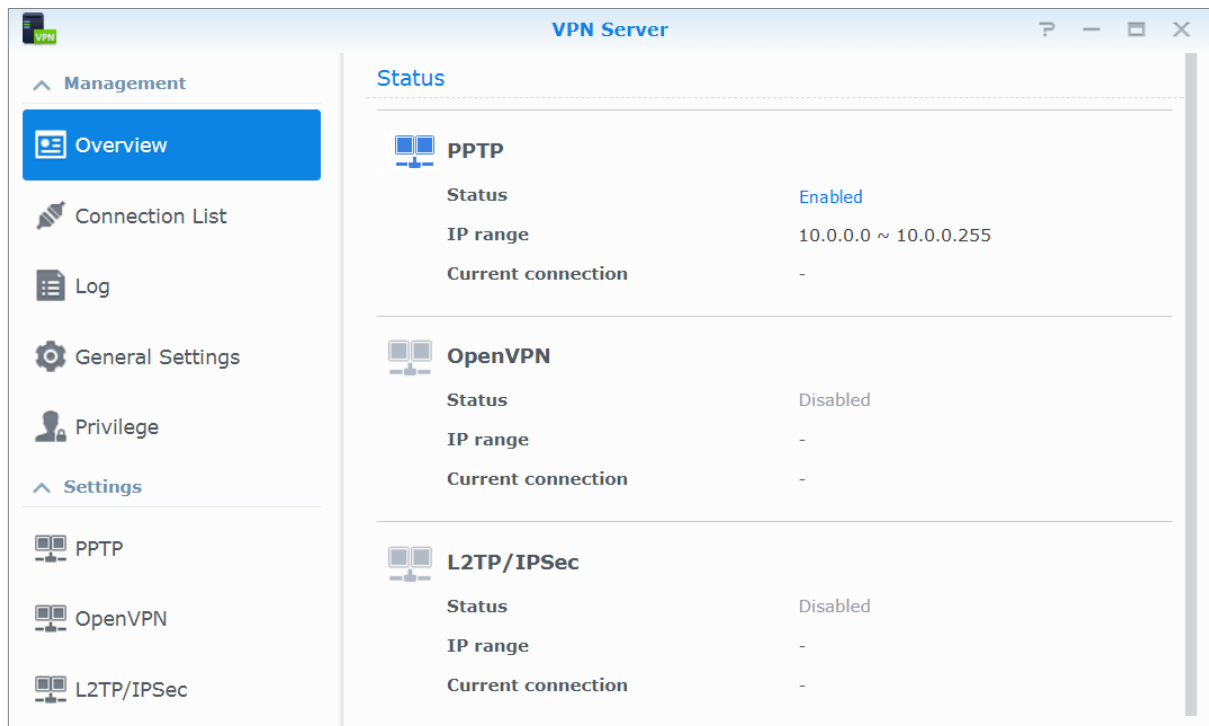 VPN
VPN Server
Management
Overview
Connection List
Log
General Settings
Privilege
Settings
PPTP
OpenVPN
L2TP/IPSec
Status
PPTP
Status Enabled
IP range 10.0.0.0 ~ 10.0.0.255
Current connection -
OpenVPN
Status Disabled
IP range -
Current connection -
L2TP/IPSec
Status Disabled
IP range -
Current connection -